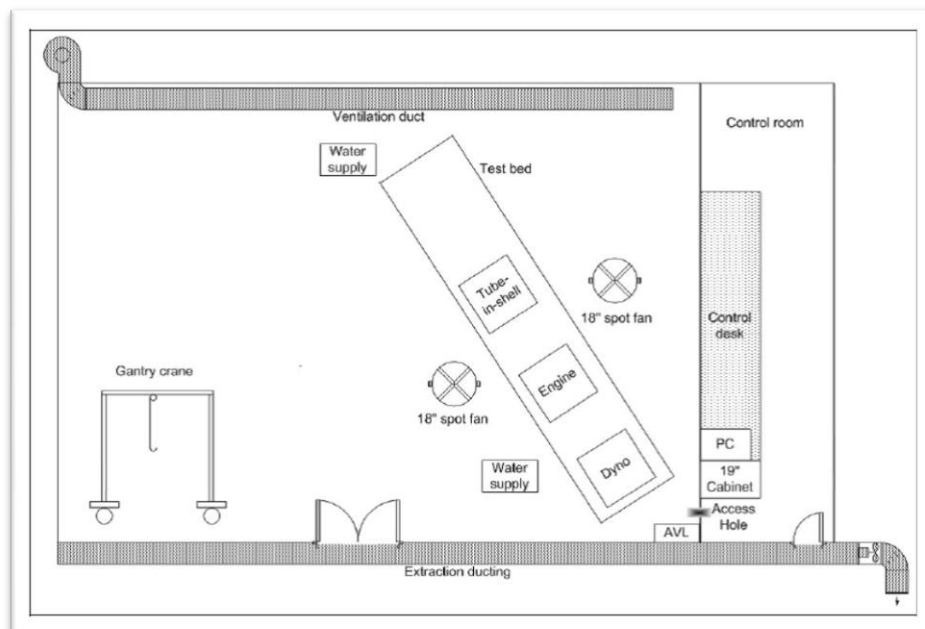 Ventilation duct
Control room
Water
supply
Test bed
Tube-
in-shell
18" spot fan
Control
desk
Gantry crane
Engine
18" spot fan
PC
Dyno
Water
supply
19"
Cabinet
Access
Hole
AVL
Extraction ducting